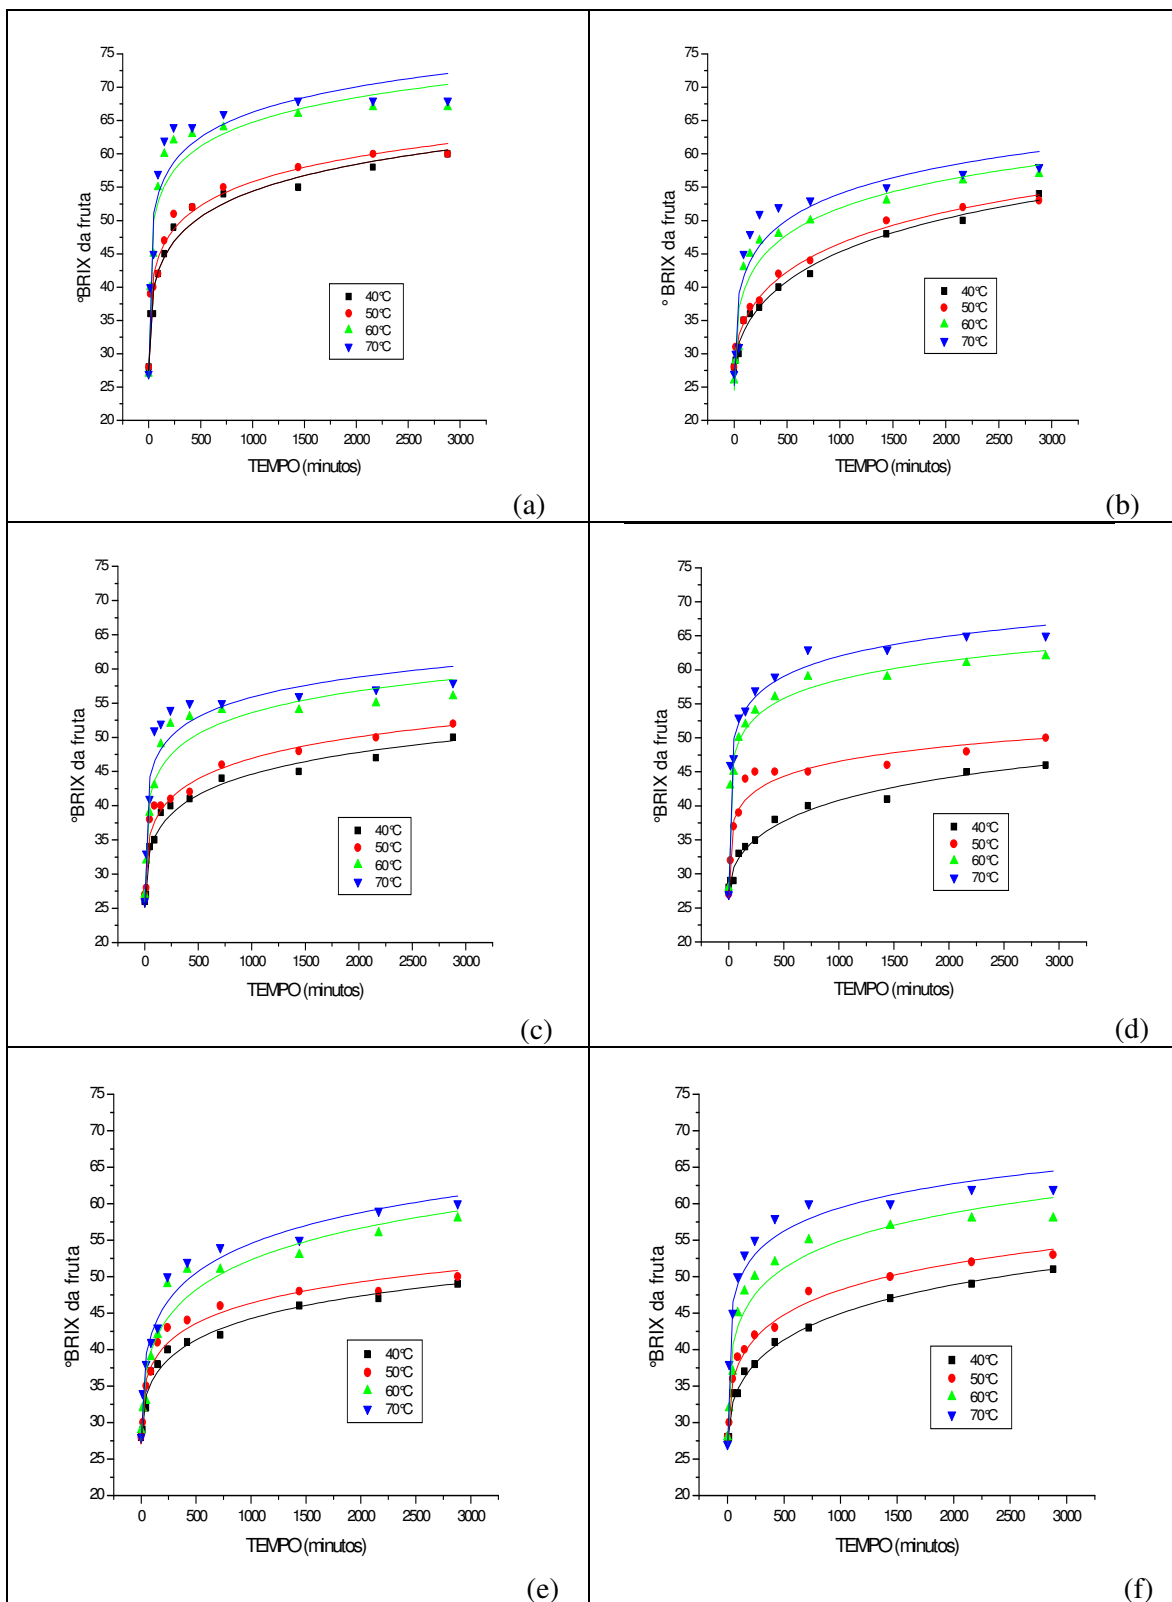 75
70
65
60
55
50
45
40
35
30
25
20
ºBRIX da fruta
40ºC
50ºC
60ºC
70ºC
0 500 1000 1500 2000 2500 3000
TEMPO (minutos)
(a)
75
70
65
60
55
50
45
40
35
30
25
20
º BRIX da fruta
40ºC
50ºC
60ºC
70ºC
0 500 1000 1500 2000 2500 3000
TEMPO (minutos)
(b)
75
70
65
60
55
50
45
40
35
30
25
20
ºBRIX da fruta
40ºC
50ºC
60ºC
70ºC
0 500 1000 1500 2000 2500 3000
TEMPO (minutos)
(c)
75
70
65
60
55
50
45
40
35
30
25
20
ºBRIX da fruta
40ºC
50ºC
60ºC
70ºC
0 500 1000 1500 2000 2500 3000
TEMPO (minutos)
(d)
75
70
65
60
55
50
45
40
35
30
25
20
ºBRIX da fruta
40ºC
50ºC
60ºC
70ºC
0 500 1000 1500 2000 2500 3000
TEMPO (minutos)
(e)
75
70
65
60
55
50
45
40
35
30
25
20
ºBRIX da fruta
40ºC
50ºC
60ºC
70ºC
0 500 1000 1500 2000 2500 3000
TEMPO (minutos)
(f)